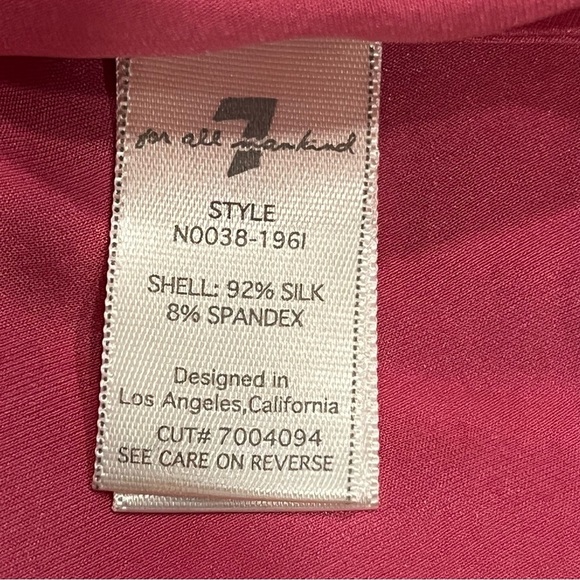 7
for all mankind
STYLE
N0038-196I
SHELL: 92% SILK
8% SPANDEX
Designed in
Los Angeles,California
CUT# 7004094
SEE CARE ON REVERSE